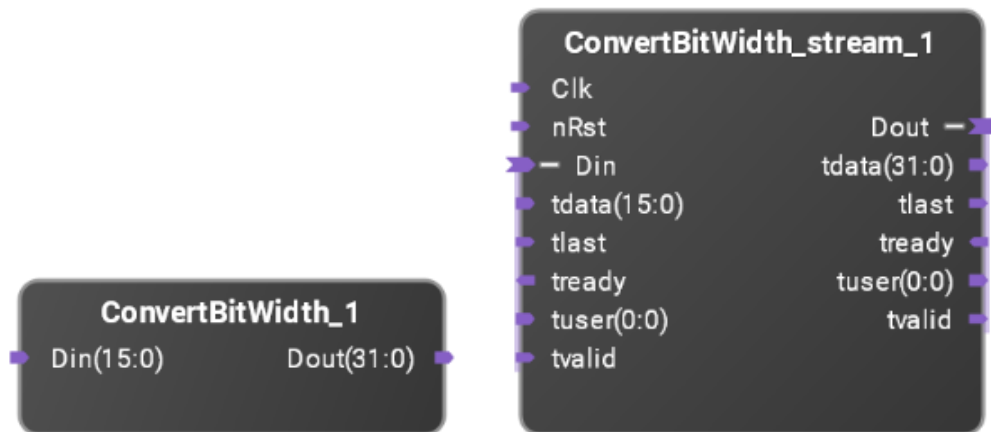 ConvertBitWidth_stream_1
Clk
nRst
Dout
Din
tdata(31:0)
tdata(15:0)
tlast
tlast
tready
tready
tuser(0:0)
tuser(0:0)
tvalid
tvalid
ConvertBitWidth_1
Din(15:0)
Dout(31:0)